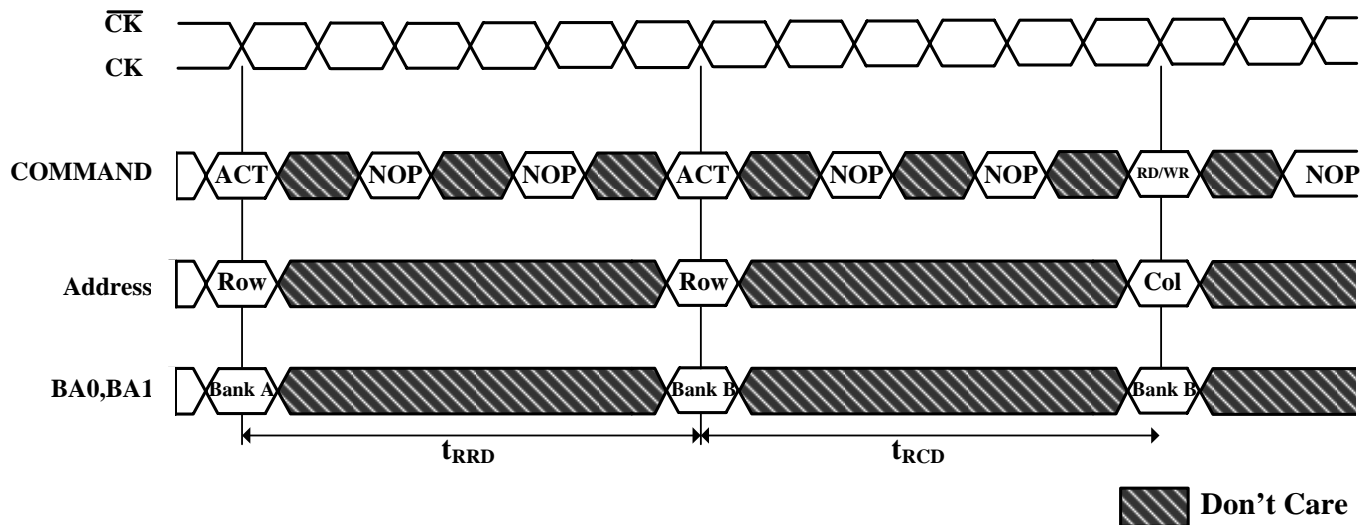 C̅K̅
CK
COMMAND ACT NOP NOP ACT NOP NOP RD/WR NOP
Address Row Row Col
BA0,BA1 Bank A Bank B Bank B
tRRD tRCD
Don't Care